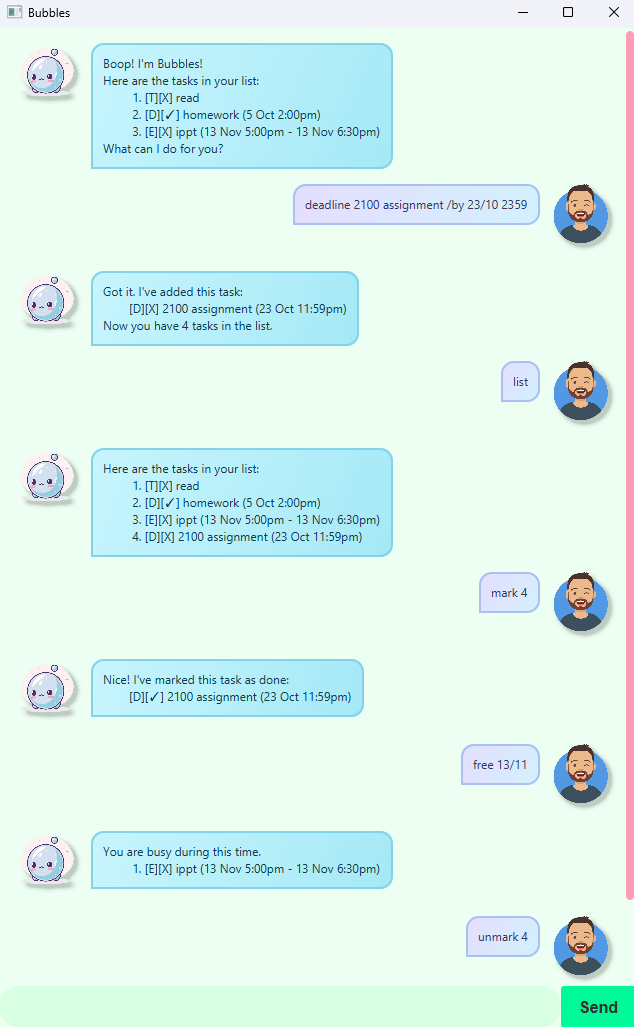 Bubbles
Boop! I'm Bubbles!
Here are the tasks in your list:
1. [T][X] read
2. [D][✓] homework (5 Oct 2:00pm)
3. [E][X] ippt (13 Nov 5:00pm - 13 Nov 6:30pm)
What can I do for you?
deadline 2100 assignment /by 23/10 2359
Got it. I've added this task:
[D][X] 2100 assignment (23 Oct 11:59pm)
Now you have 4 tasks in the list.
list
Here are the tasks in your list:
1. [T][X] read
2. [D][✓] homework (5 Oct 2:00pm)
3. [E][X] ippt (13 Nov 5:00pm - 13 Nov 6:30pm)
4. [D][X] 2100 assignment (23 Oct 11:59pm)
mark 4
Nice! I've marked this task as done:
[D][✓] 2100 assignment (23 Oct 11:59pm)
free 13/11
You are busy during this time.
1. [E][X] ippt (13 Nov 5:00pm - 13 Nov 6:30pm)
unmark 4
Send